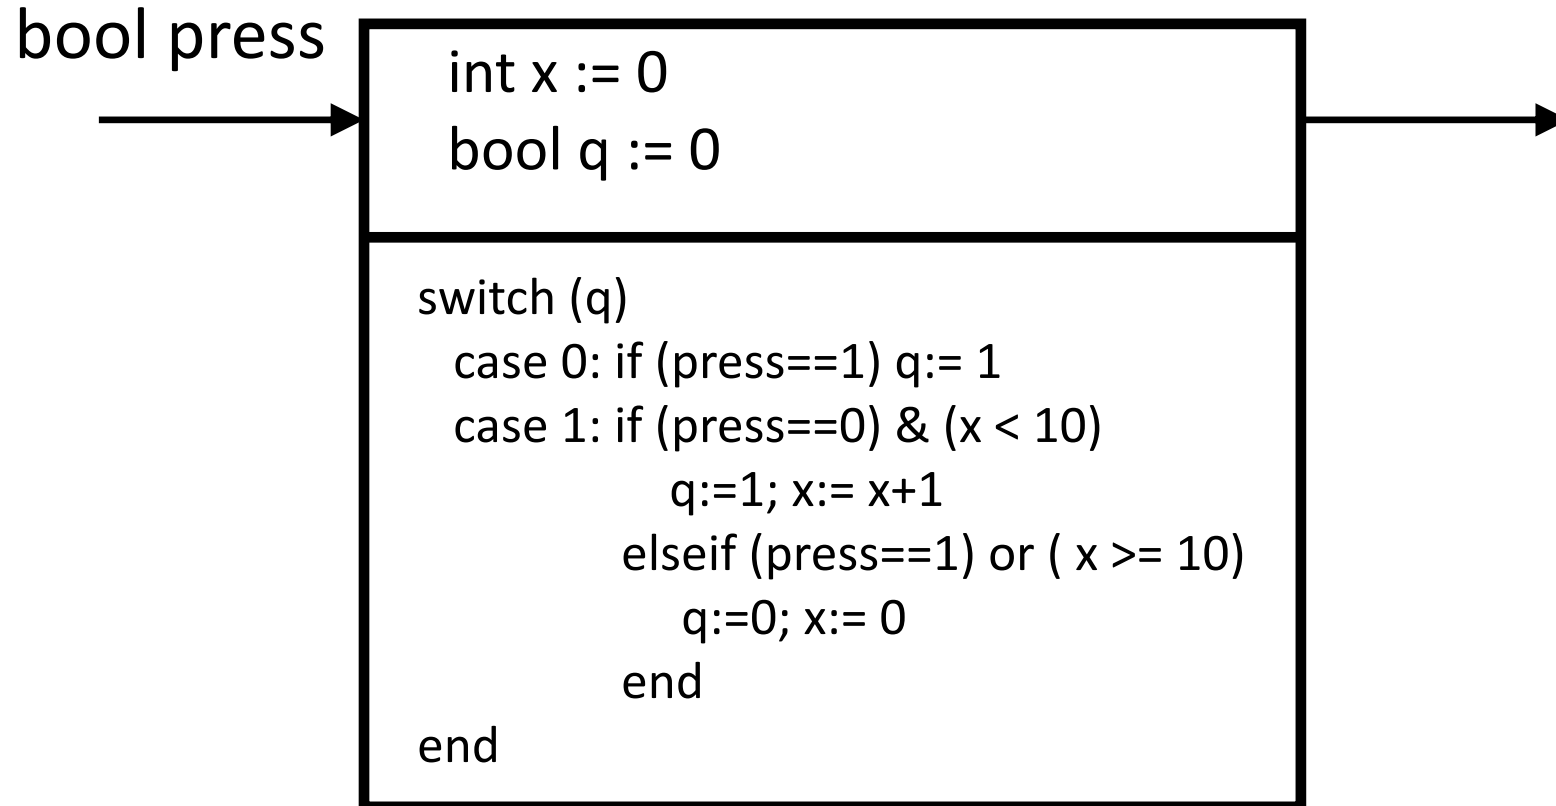 bool press
int x := 0
bool q := 0
switch (q)
case 0: if (press==1) q:= 1
case 1: if (press==0) & (x < 10)
q:=1; x:= x+1
elseif (press==1) or ( x >= 10)
q:=0; x:= 0
end
end